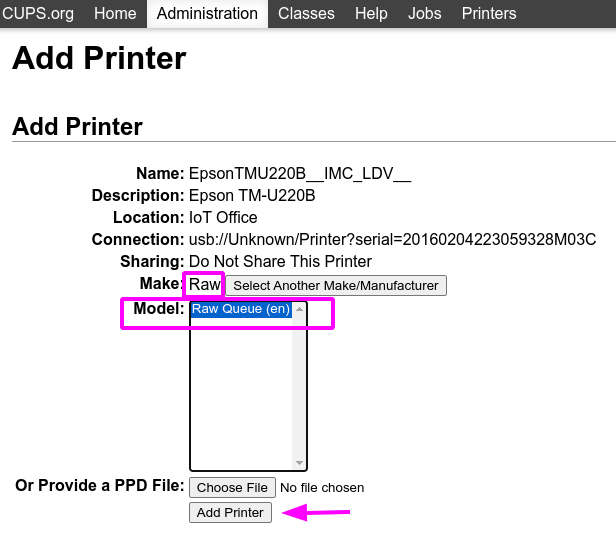 CUPS.org Home Administration Classes Help Jobs Printers
Add Printer
Add Printer
Name: EpsonTMU220B__IMC_LDV__
Description: Epson TM-U220B
Location: IoT Office
Connection: usb://Unknown/Printer?serial=20160204223059328M03C
Sharing: Do Not Share This Printer
Make: Raw Select Another Make/Manufacturer
Model: Raw Queue (en)
Or Provide a PPD File: Choose File No file chosen
Add Printer